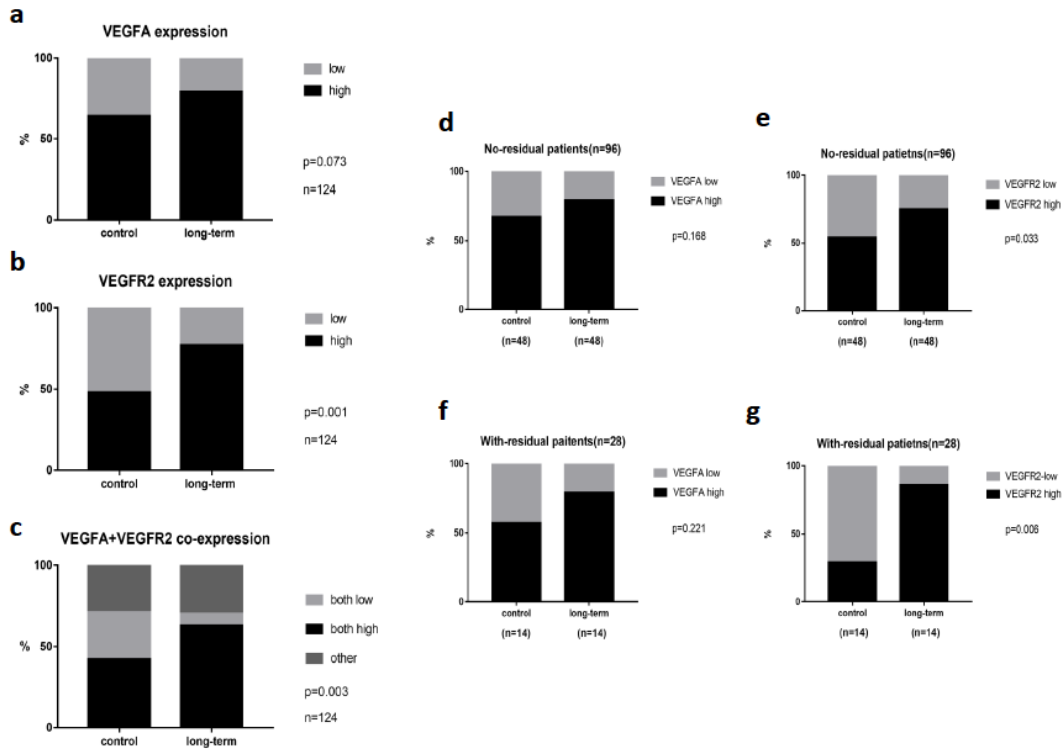 a
VEGFA expression
100
50
0
%
low
high
p=0.073
n=124
control long-term
b
VEGFR2 expression
100
50
0
%
low
high
p=0.001
n=124
control long-term
c
VEGFA+VEGFR2 co-expression
100
50
0
%
both low
both high
other
p=0.003
n=124
control long-term
d
No-residual patients(n=96)
100
50
0
%
VEGFA low
VEGFA high
p=0.168
control long-term
(n=48) (n=48)
e
No-residual patietns(n=96)
100
50
0
%
VEGFR2 low
VEGFR2 high
p=0.033
control long-term
(n=48) (n=48)
f
With-residual paitents(n=28)
100
50
0
%
VEGFA low
VEGFA high
p=0.221
control long-term
(n=14) (n=14)
g
With-residual patietns(n=28)
100
50
0
%
VEGFR2-low
VEGFR2 high
p=0.006
control long-term
(n=14) (n=14)